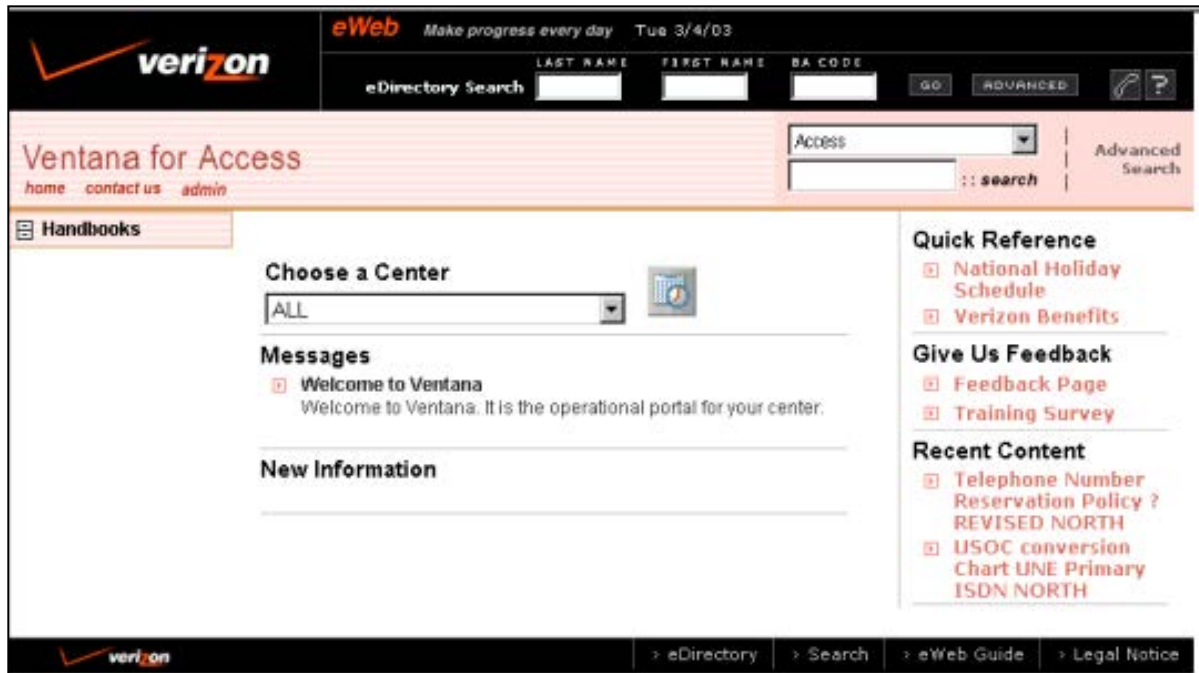 verizon
eWeb Make progress every day Tue 3/4/03
LAST NAME FIRST NAME BA CODE
eDirectory Search GO ADVANCED ?
Ventana for Access
home contact us admin
Access
:: search
Advanced
Search
Handbooks
Choose a Center
ALL
Messages
Welcome to Ventana
Welcome to Ventana. It is the operational portal for your center.
New Information
Quick Reference
National Holiday
Schedule
Verizon Benefits
Give Us Feedback
Feedback Page
Training Survey
Recent Content
Telephone Number
Reservation Policy ?
REVISED NORTH
USOC conversion
Chart UNE Primary
ISDN NORTH
verizon
> eDirectory > Search > eWeb Guide > Legal Notice